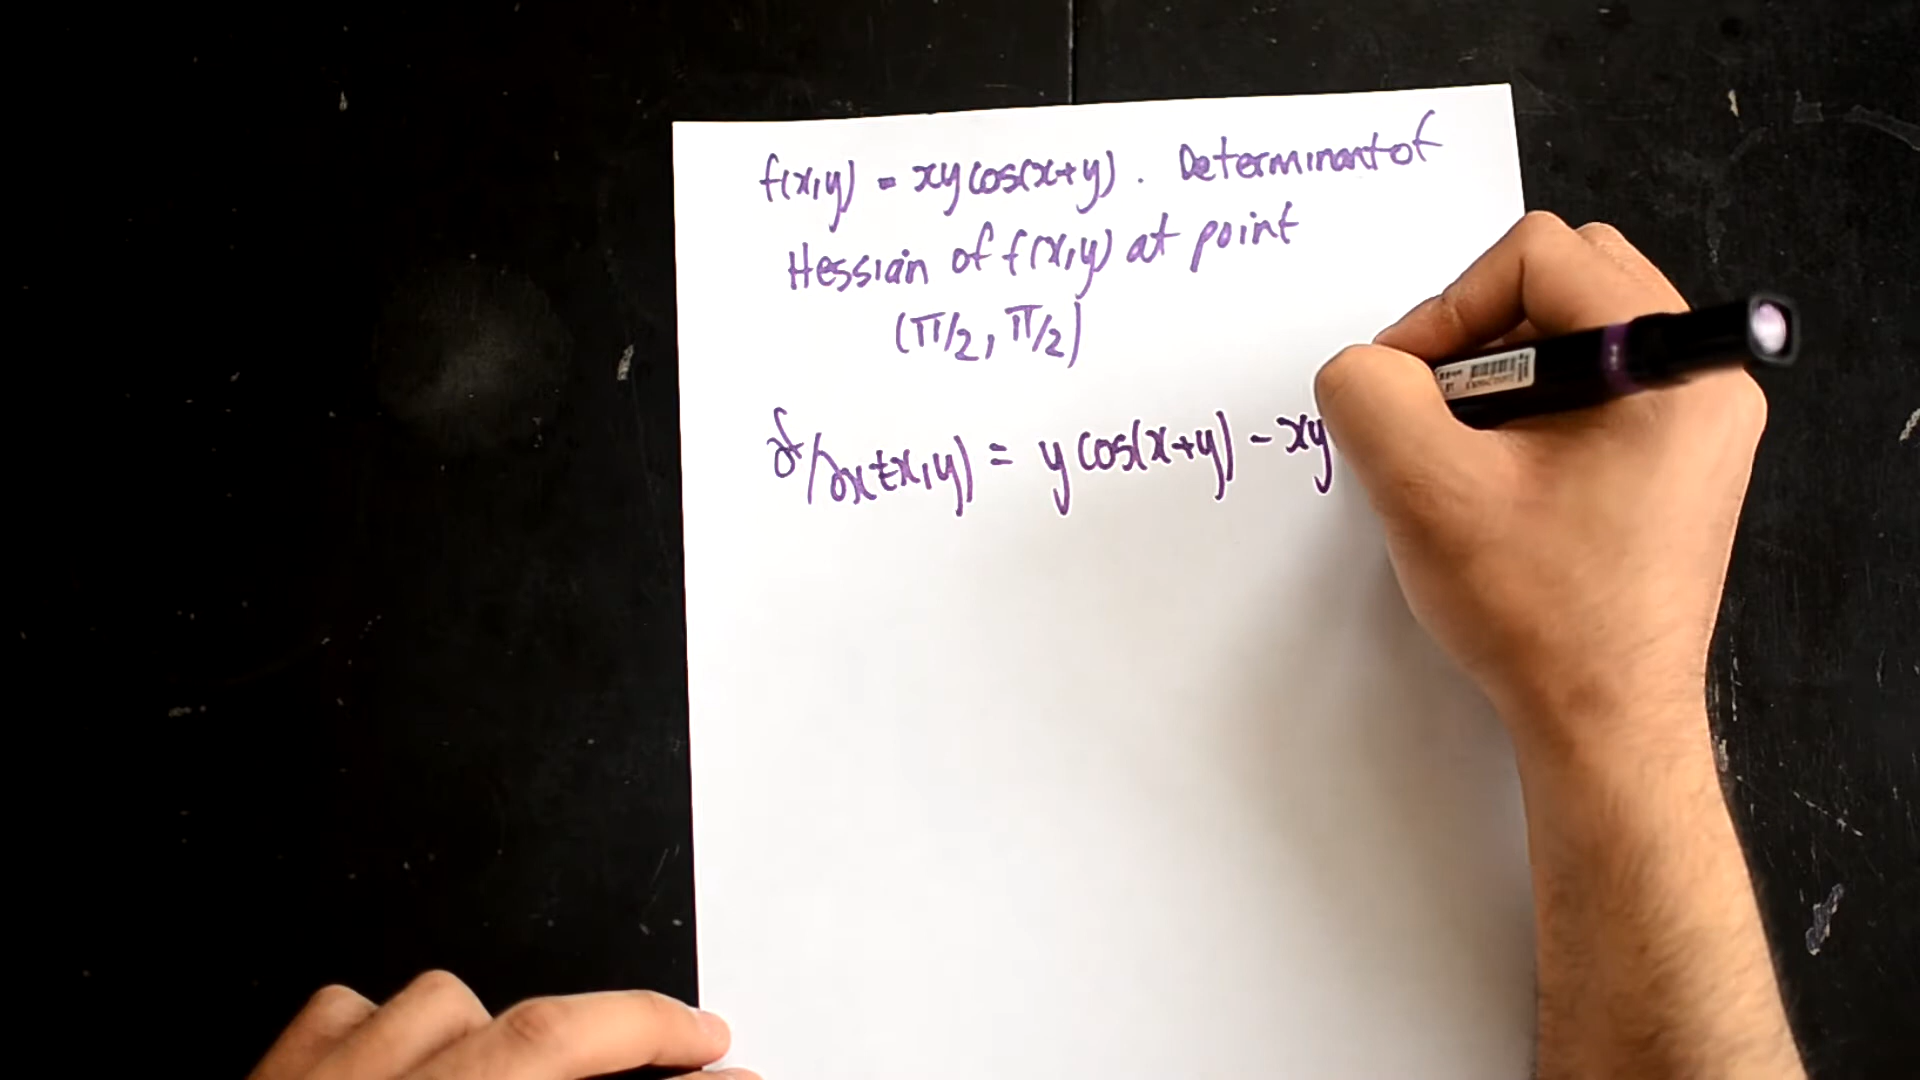 f(x,y) = xy cos(x+y) . Determinant of
Hessian of f(x,y) at point
(π/2, π/2)
∂f/∂x (x,y) = y cos(x+y) - xy